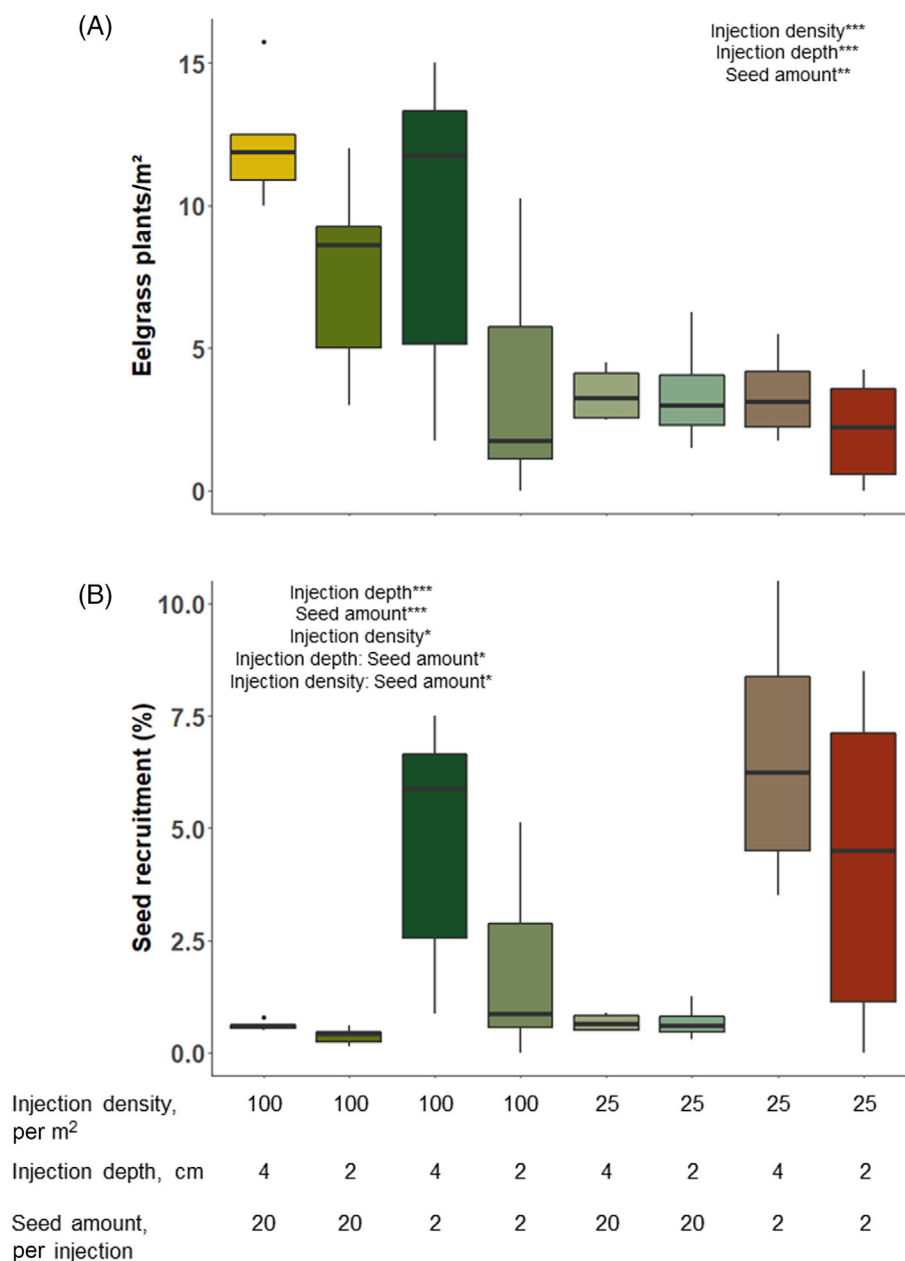 (A)
Injection density***
Injection depth***
Seed amount**
Eelgrass plants/m²
15
10
5
0
(B)
Injection depth***
Seed amount***
Injection density*
Injection depth: Seed amount*
Injection density: Seed amount*
Seed recruitment (%)
10.0
7.5
5.0
2.5
0.0
Injection density, per m² 100 100 100 100 25 25 25 25
Injection depth, cm 4 2 4 2 4 2 4 2
Seed amount, per injection 20 20 2 2 20 20 2 2